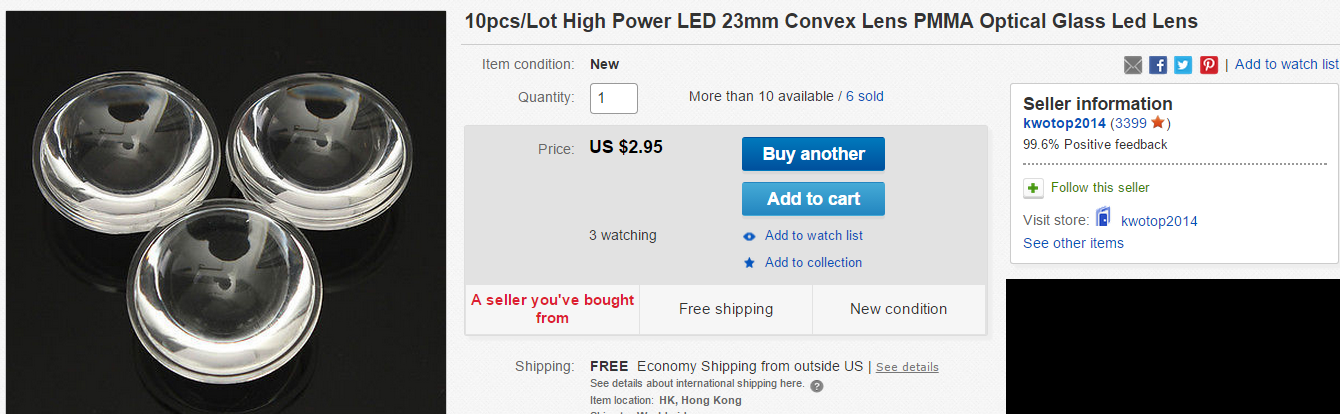 10pcs/Lot High Power LED 23mm Convex Lens PMMA Optical Glass Led Lens
Item condition: New
Quantity: 1 More than 10 available / 6 sold
Price: US $2.95
Buy another
Add to cart
3 watching
Add to watch list
Add to collection
A seller you've bought from
Free shipping
New condition
Shipping: FREE Economy Shipping from outside US | See details
See details about international shipping here. ?
Item location: HK, Hong Kong
| Add to watch list
Seller information
kwotop2014 (3399 )
99.6% Positive feedback
Follow this seller
Visit store: kwotop2014
See other items